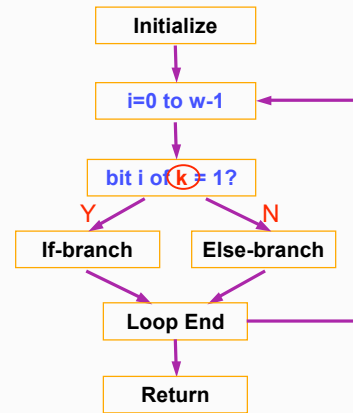 Initialize
i=0 to w-1
bit i of k = 1?
Y
N
If-branch
Else-branch
Loop End
Return